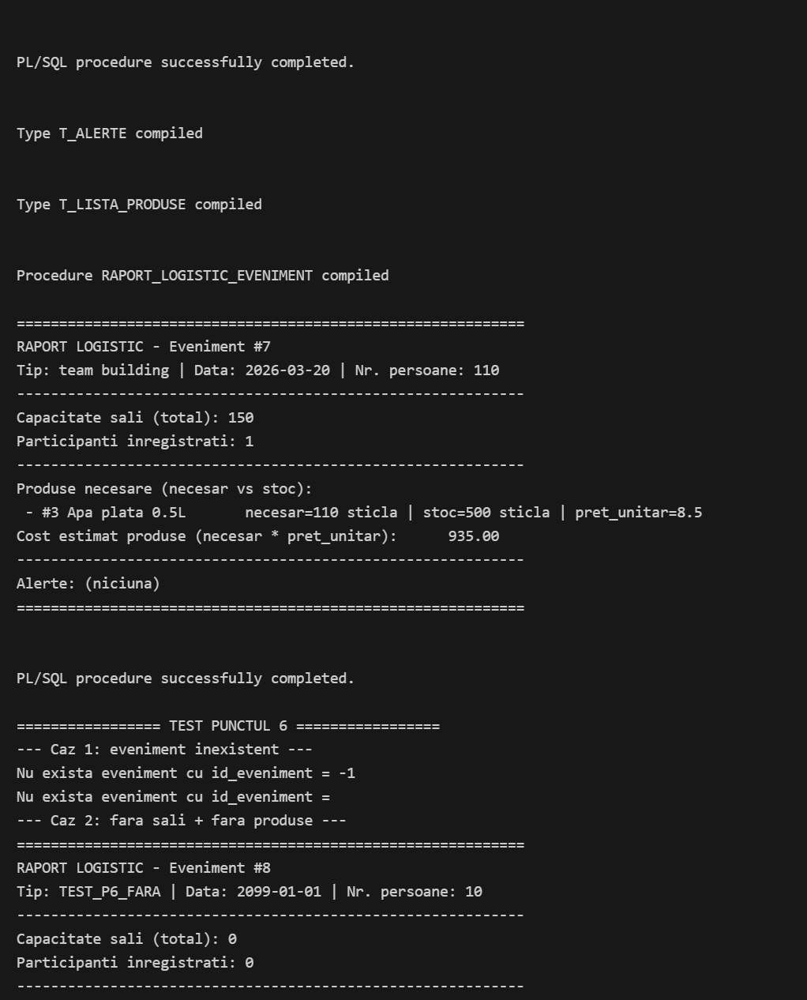 PL/SQL procedure successfully completed.
Type T_ALERTE compiled
Type T_LISTA_PRODUSE compiled
Procedure RAPORT_LOGISTIC_EVENIMENT compiled
============================================================
RAPORT LOGISTIC - Eveniment #7
Tip: team building | Data: 2026-03-20 | Nr. persoane: 110
------------------------------------------------------------
Capacitate sali (total): 150
Participanti inregistrati: 1
------------------------------------------------------------
Produse necesare (necesar vs stoc):
 - #3 Apa plata 0.5L       necesar=110 sticla | stoc=500 sticla | pret_unitar=8.5
Cost estimat produse (necesar * pret_unitar):      935.00
------------------------------------------------------------
Alerte: (niciuna)
============================================================
PL/SQL procedure successfully completed.
================= TEST PUNCTUL 6 =================
--- Caz 1: eveniment inexistent ---
Nu exista eveniment cu id_eveniment = -1
Nu exista eveniment cu id_eveniment =
--- Caz 2: fara sali + fara produse ---
============================================================
RAPORT LOGISTIC - Eveniment #8
Tip: TEST_P6_FARA | Data: 2099-01-01 | Nr. persoane: 10
------------------------------------------------------------
Capacitate sali (total): 0
Participanti inregistrati: 0
------------------------------------------------------------